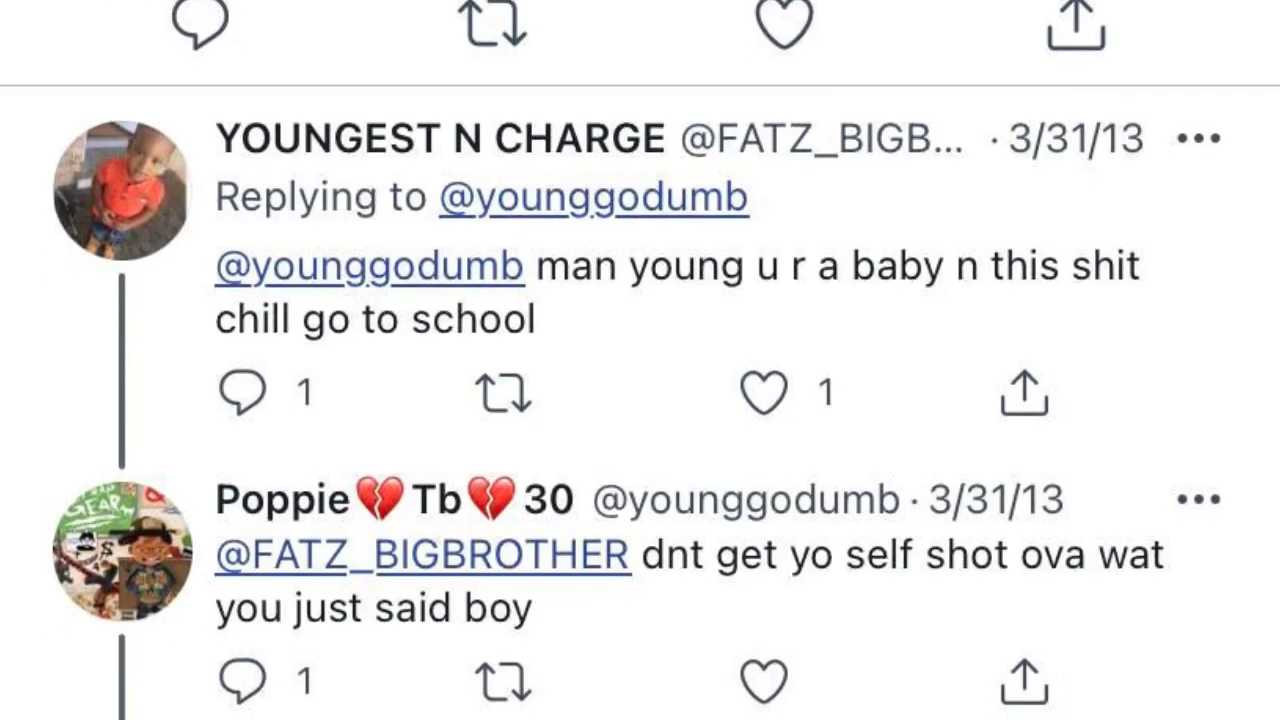 YOUNGEST N CHARGE @FATZ_BIGB... · 3/31/13
Replying to @younggodumb
@younggodumb man young u r a baby n this shit
chill go to school
1 1
Poppie💔Tb💔30 @younggodumb · 3/31/13
@FATZ_BIGBROTHER dnt get yo self shot ova wat
you just said boy
1